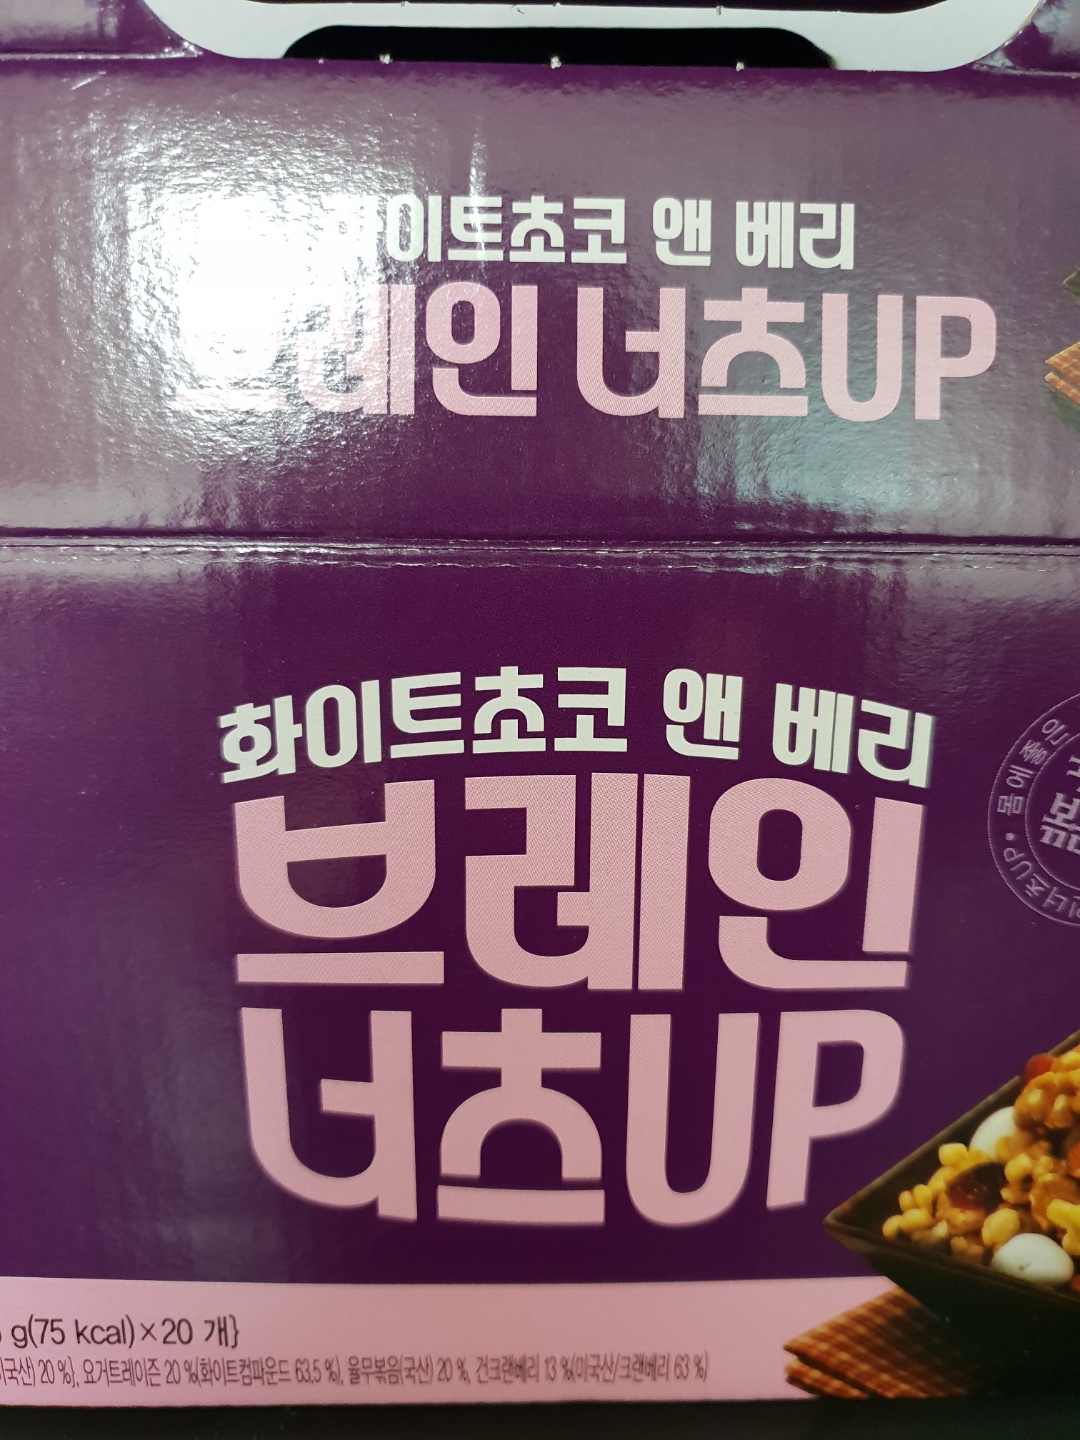 이트초코 앤 베리
레인 너츠UP
화이트초코 앤 베리
브레인
너츠UP
g(75 kcal)×20 개}
20 %), 요거트레이즌 20 %(화이트컴파운드 63.5 %), 율무볶음(국산) 20 %, 건크랜베리 13 %(미국산/크랜베리 63 %)